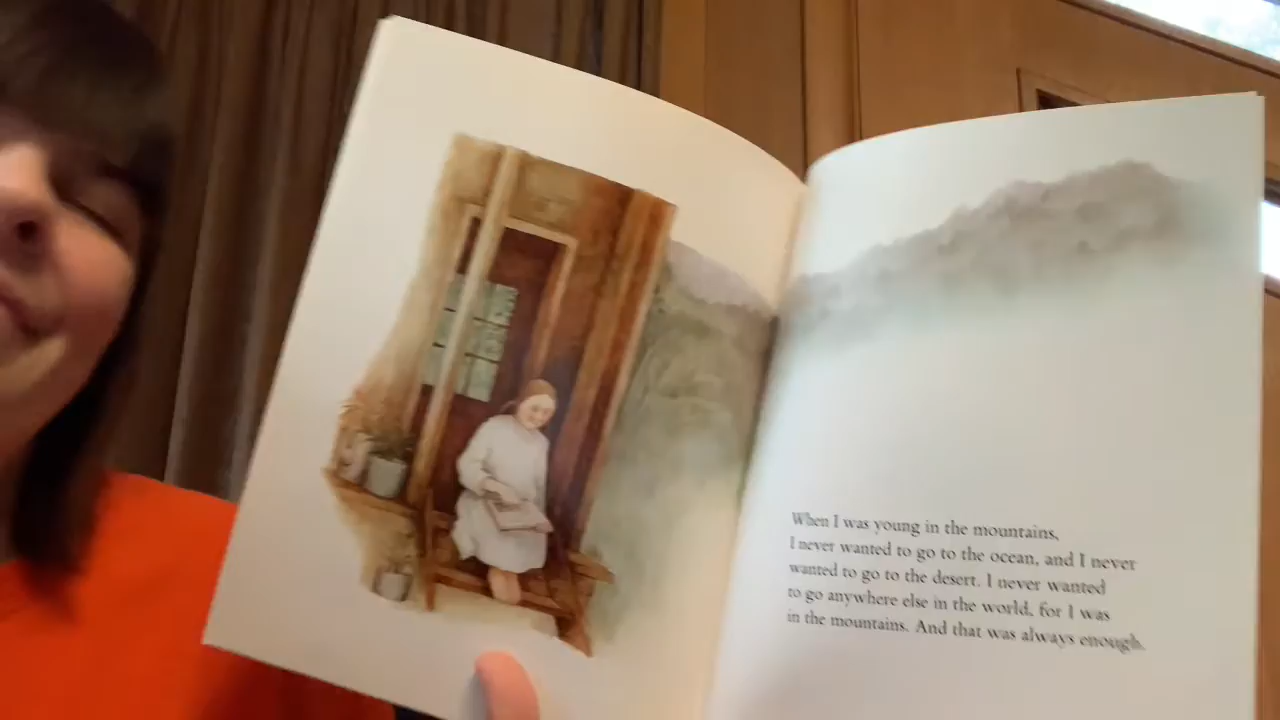 When I was young in the mountains,
I never wanted to go to the ocean, and I never
wanted to go to the desert. I never wanted
to go anywhere else in the world, for I was
in the mountains. And that was always enough.